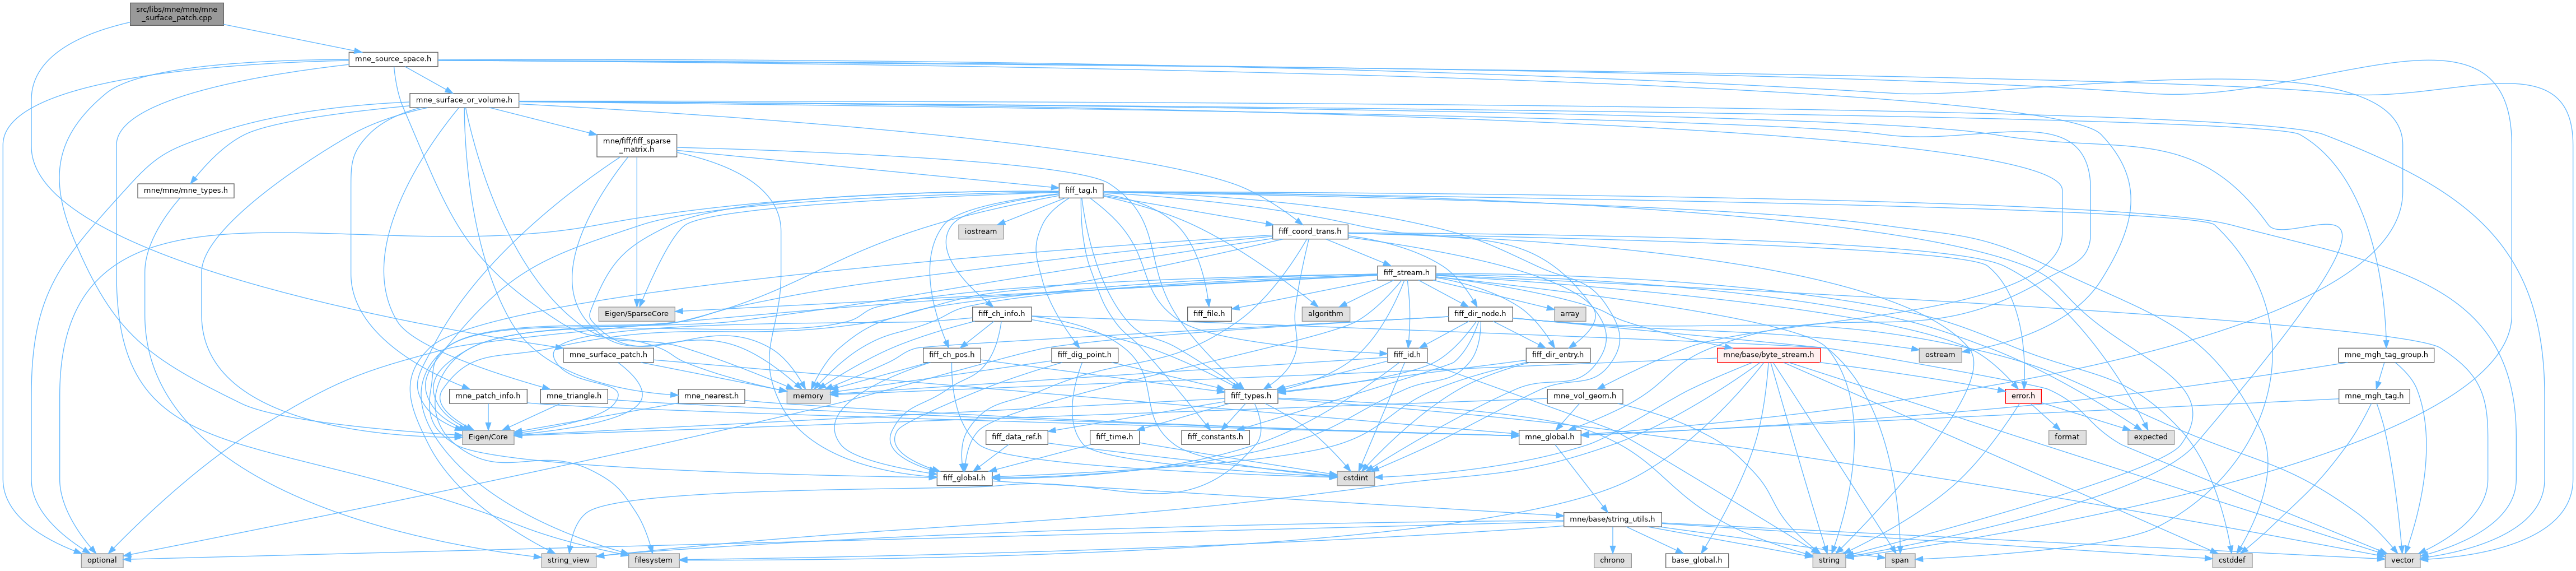 src/libs/mne/mne/mne
_surface_patch.cpp
mne_source_space.h
mne_surface_or_volume.h
mne/fiff/fiff_sparse
_matrix.h
mne/mne/mne_types.h
fiff_tag.h
iostream
fiff_coord_trans.h
fiff_stream.h
Eigen/SparseCore
fiff_ch_info.h
fiff_file.h
algorithm
fiff_dir_node.h
array
mne_surface_patch.h
fiff_ch_pos.h
fiff_dig_point.h
fiff_id.h
fiff_dir_entry.h
mne/base/byte_stream.h
ostream
mne_mgh_tag_group.h
mne_patch_info.h
mne_triangle.h
mne_nearest.h
memory
fiff_types.h
mne_vol_geom.h
error.h
mne_mgh_tag.h
Eigen/Core
fiff_data_ref.h
fiff_time.h
fiff_constants.h
mne_global.h
format
expected
fiff_global.h
cstdint
mne/base/string_utils.h
optional
string_view
filesystem
chrono
base_global.h
string
span
cstddef
vector